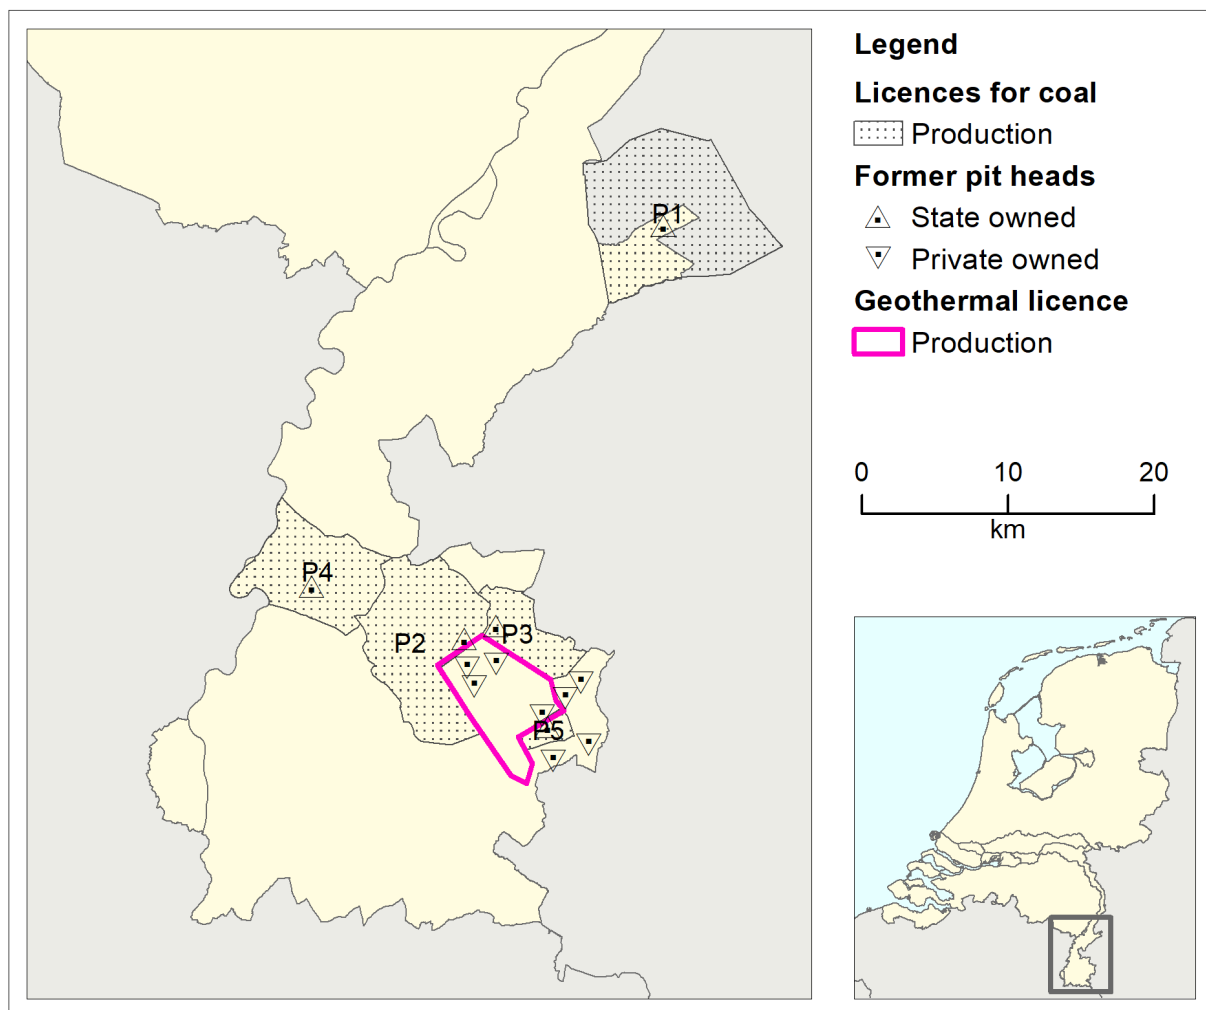 P1
P4
P2
P3
P5
Legend
Licences for coal
Production
Former pit heads
State owned
Private owned
Geothermal licence
Production
0 10 20
km